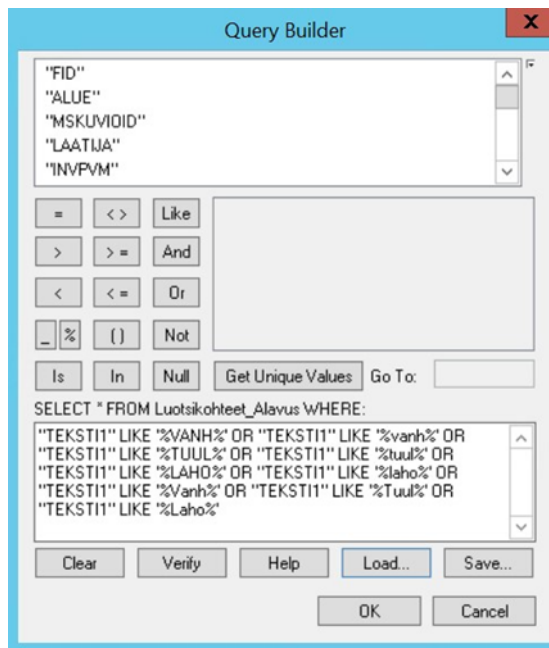 Query Builder
X
"FID"
"ALUE"
"MSKUVIOID"
"LAATIJA"
"INVPVM"
= < > Like
> > = And
< < = Or
_ % ( ) Not
Is In Null Get Unique Values Go To:
SELECT * FROM Luotsikohteet_Alavus WHERE:
"TEKSTI1" LIKE '%VANH%' OR "TEKSTI1" LIKE '%vanh%' OR
"TEKSTI1" LIKE '%TUUL%' OR "TEKSTI1" LIKE '%tuul%' OR
"TEKSTI1" LIKE '%LAHO%' OR "TEKSTI1" LIKE '%laho%' OR
"TEKSTI1" LIKE '%Vanh%' OR "TEKSTI1" LIKE '%Tuul%' OR
"TEKSTI1" LIKE '%Laho%'
Clear Verify Help Load... Save...
OK Cancel